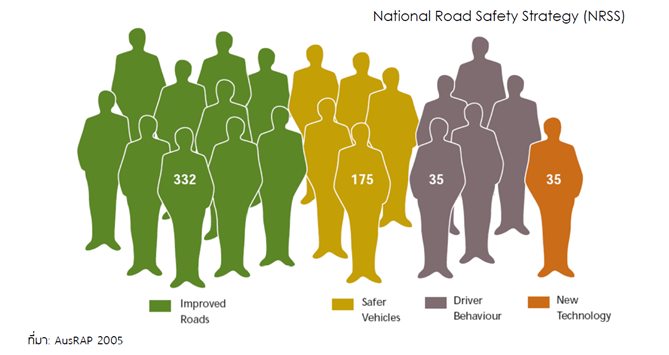 National Road Safety Strategy (NRSS)
332
175
35
35
Improved
Roads
Safer
Vehicles
Driver
Behaviour
New
Technology
ที่มา: AusRAP 2005